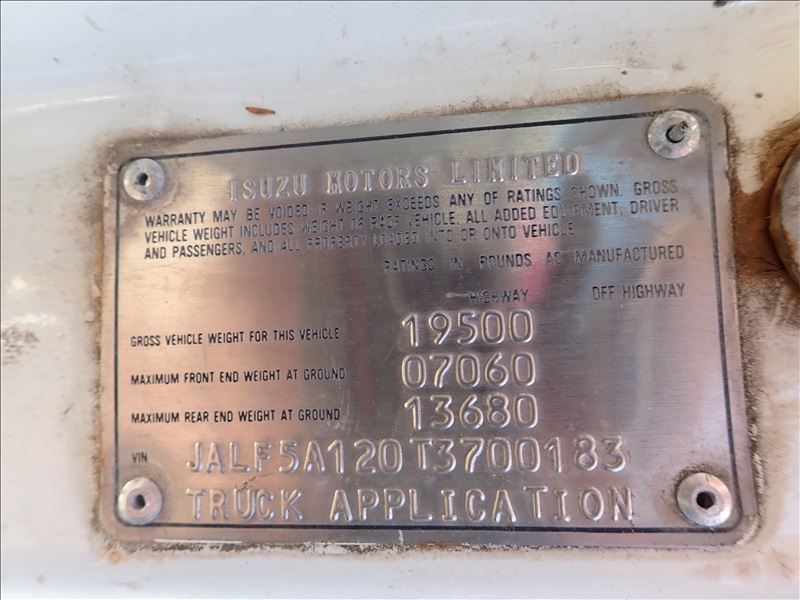 ISUZU MOTORS LIMITED
WARRANTY MAY BE VOIDED IF WEIGHT EXCEEDS ANY OF RATINGS SHOWN. GROSS
VEHICLE WEIGHT INCLUDES WEIGHT OF BASE VEHICLE, ALL ADDED EQUIPMENT, DRIVER
AND PASSENGERS, AND ALL PROPERTY LOADED INTO OR ONTO VEHICLE
RATINGS IN POUNDS AS MANUFACTURED
HIGHWAY OFF HIGHWAY
GROSS VEHICLE WEIGHT FOR THIS VEHICLE 19500
MAXIMUM FRONT END WEIGHT AT GROUND 07060
MAXIMUM REAR END WEIGHT AT GROUND 13680
VIN JALF5A120T3700183
TRUCK APPLICATION